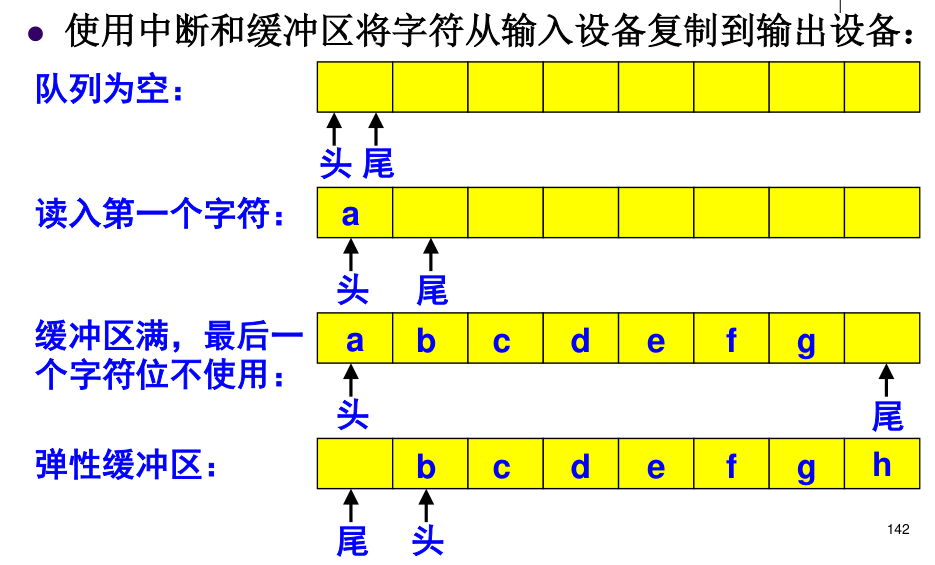 ● 使用中断和缓冲区将字符从输入设备复制到输出设备：
队列为空：
头 尾
读入第一个字符： a
头 尾
缓冲区满，最后一
个字符位不使用： a b c d e f g
头 尾
弹性缓冲区： b c d e f g h
尾 头
142